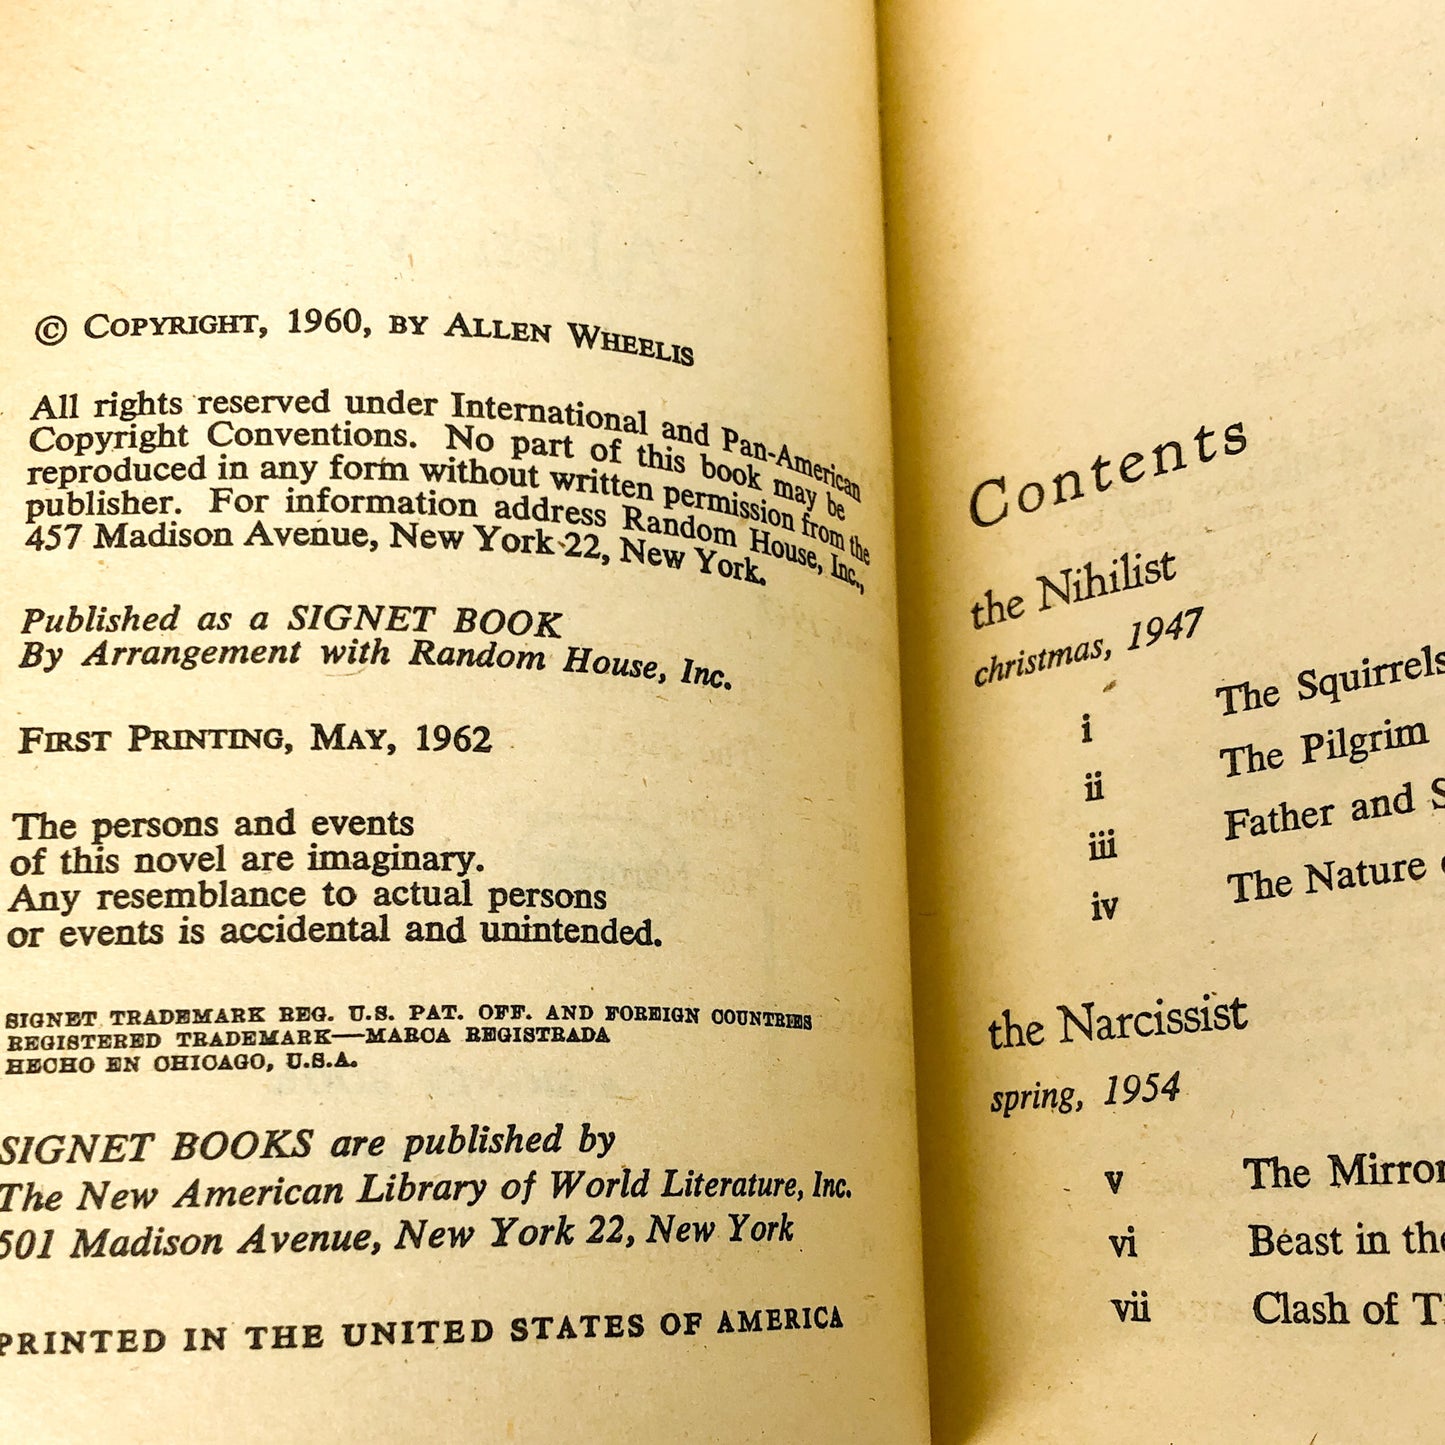 © COPYRIGHT, 1960, BY ALLEN WHEELIS
All rights reserved under International and Pan-American
Copyright Conventions. No part of this book may be
reproduced in any form without written permission from the
publisher. For information address Random House, Inc.,
457 Madison Avenue, New York 22, New York.
Published as a SIGNET BOOK
By Arrangement with Random House, Inc.
FIRST PRINTING, MAY, 1962
The persons and events
of this novel are imaginary.
Any resemblance to actual persons
or events is accidental and unintended.
SIGNET TRADEMARK REG. U.S. PAT. OFF. AND FOREIGN COUNTRIES
REGISTERED TRADEMARK—MARCA REGISTRADA
HECHO EN CHICAGO, U.S.A.
SIGNET BOOKS are published by
The New American Library of World Literature, Inc.
501 Madison Avenue, New York 22, New York
PRINTED IN THE UNITED STATES OF AMERICA
Contents
the Nihilist
christmas, 1947
i The Squirrels
ii The Pilgrim
iii Father and
iv The Nature
the Narcissist
spring, 1954
v The Mirror
vi Beast in the
vii Clash of